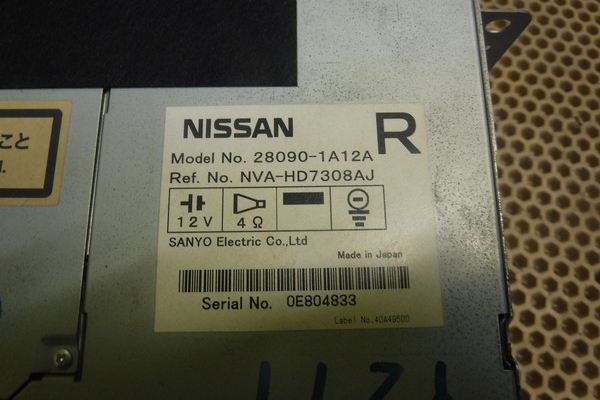 NISSAN R
Model No. 28090-1A12A
Ref. No. NVA-HD7308AJ
12V 4Ω
SANYO Electric Co.,Ltd
Made in Japan
Serial No. 0E804833
Label No.40A49500
こと